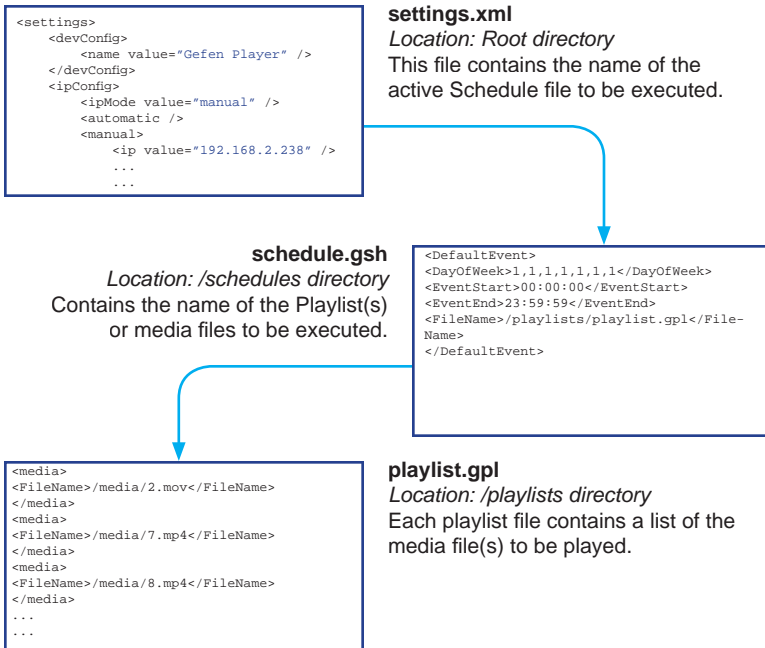 <settings>
    <devConfig>
        <name value="Gefen Player" />
    </devConfig>
    <ipConfig>
        <ipMode value="manual" />
        <automatic />
        <manual>
            <ip value="192.168.2.238" />
            ...
            ...
settings.xml
Location: Root directory
This file contains the name of the
active Schedule file to be executed.
schedule.gsh
Location: /schedules directory
Contains the name of the Playlist(s)
or media files to be executed.
<DefaultEvent>
<DayOfWeek>1,1,1,1,1,1,1</DayOfWeek>
<EventStart>00:00:00</EventStart>
<EventEnd>23:59:59</EventEnd>
<FileName>/playlists/playlist.gpl</File-
Name>
</DefaultEvent>
<media>
<FileName>/media/2.mov</FileName>
</media>
<media>
<FileName>/media/7.mp4</FileName>
</media>
<media>
<FileName>/media/8.mp4</FileName>
</media>
...
...
playlist.gpl
Location: /playlists directory
Each playlist file contains a list of the
media file(s) to be played.